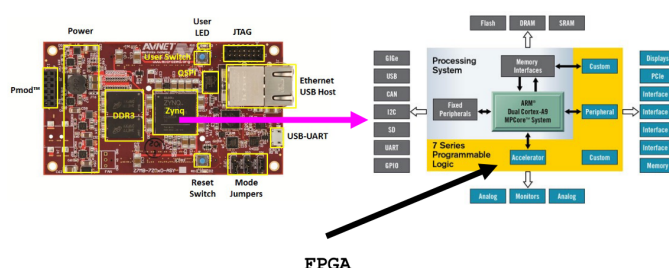 Power
User
LED
JTAG
AVNET
User Switch
QSPI
Ethernet
USB Host
Pmod™
DDR3
ZYNQ
Zynq
USB-UART
Reset
Switch
Mode
Jumpers
Flash
DRAM
SRAM
GIGe
USB
CAN
I2C
SD
UART
GPIO
Processing
System
Memory
Interfaces
Fixed
Peripherals
ARM®
Dual Cortex-A9
MPCore™ System
Custom
Peripheral
Accelerator
Custom
7 Series
Programmable
Logic
Displays
PCIe
Interface
Interface
Interface
Interface
Memory
Analog
Monitors
Analog
FPGA